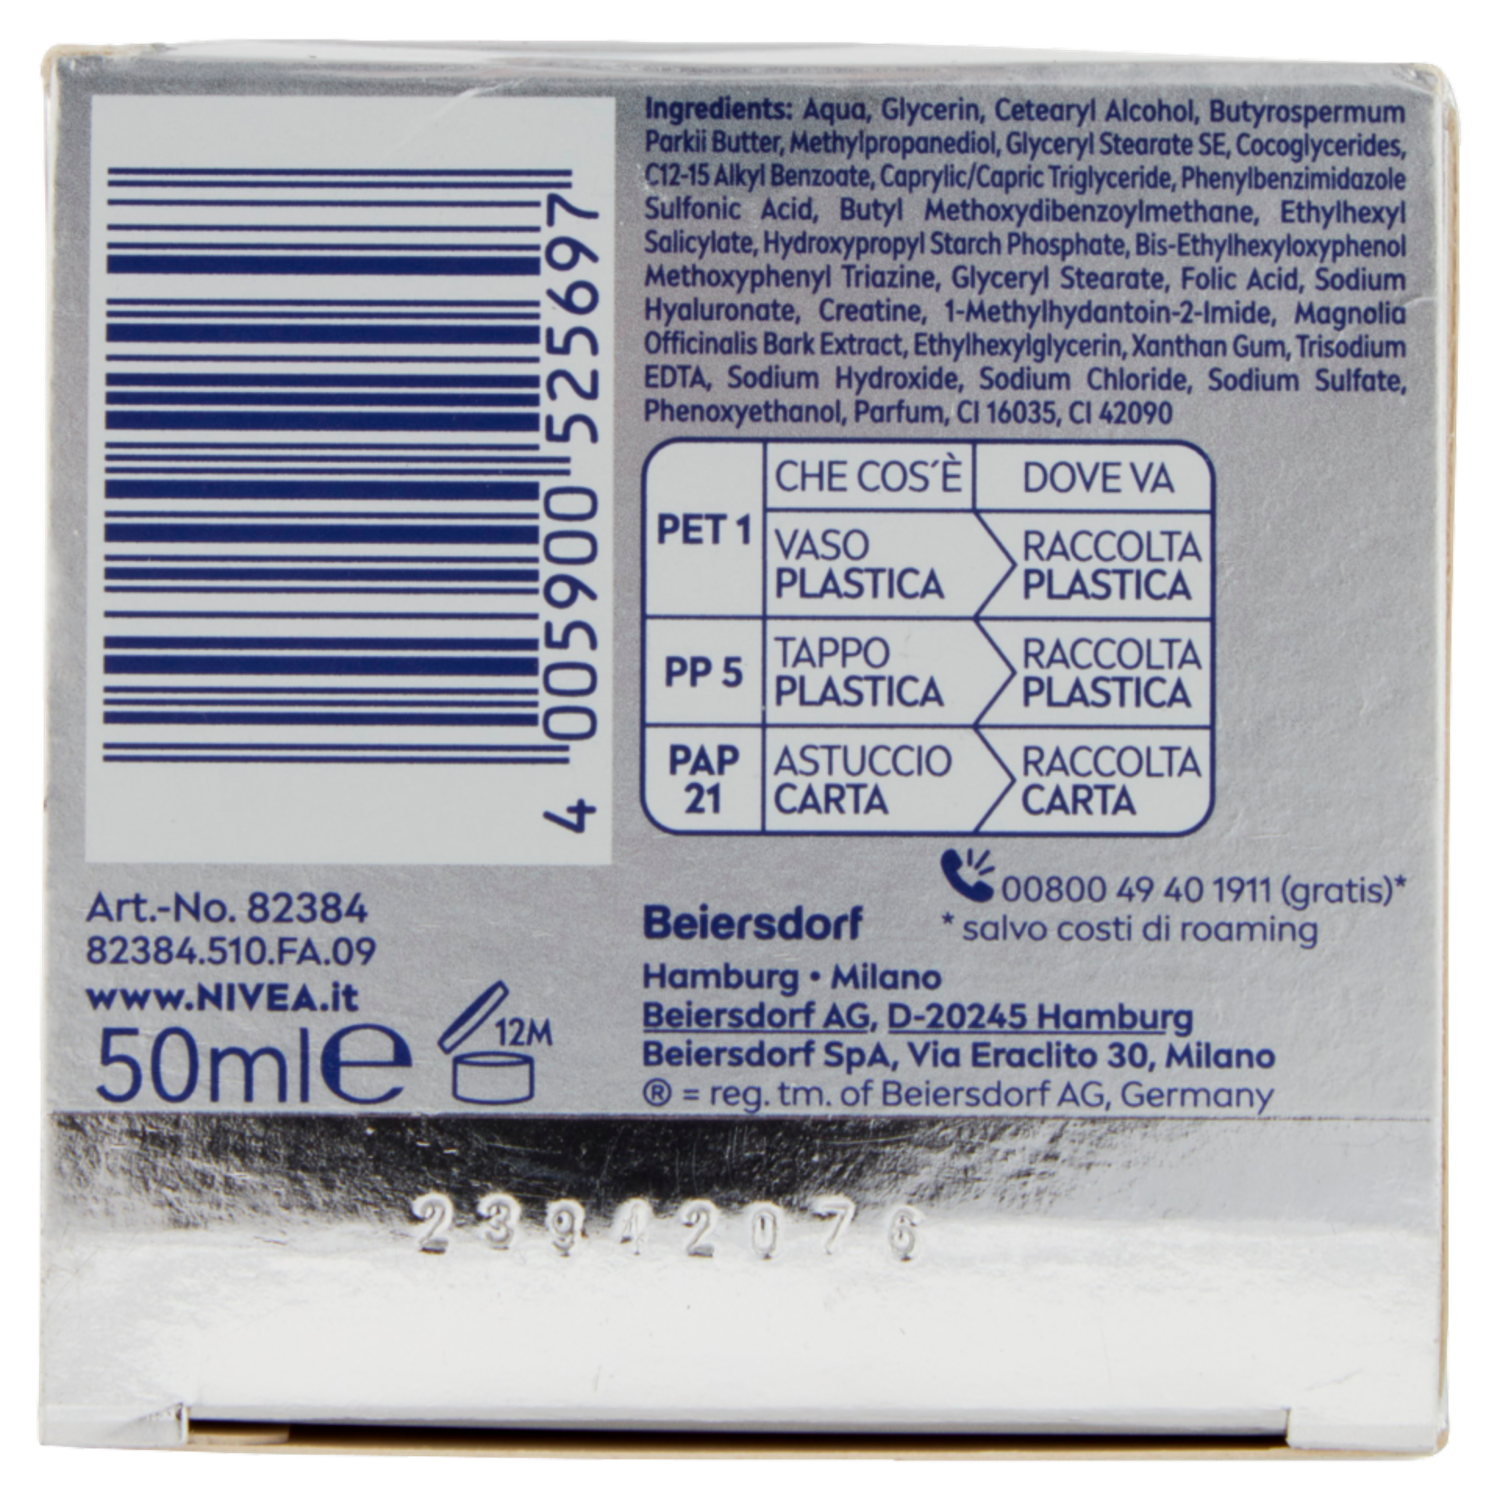 Ingredients: Aqua, Glycerin, Cetearyl Alcohol, Butyrospermum
Parkii Butter, Methylpropanediol, Glyceryl Stearate SE, Cocoglycerides,
C12-15 Alkyl Benzoate, Caprylic/Capric Triglyceride, Phenylbenzimidazole
Sulfonic Acid, Butyl Methoxydibenzoylmethane, Ethylhexyl
Salicylate, Hydroxypropyl Starch Phosphate, Bis-Ethylhexyloxyphenol
Methoxyphenyl Triazine, Glyceryl Stearate, Folic Acid, Sodium
Hyaluronate, Creatine, 1-Methylhydantoin-2-Imide, Magnolia
Officinalis Bark Extract, Ethylhexylglycerin, Xanthan Gum, Trisodium
EDTA, Sodium Hydroxide, Sodium Chloride, Sodium Sulfate,
Phenoxyethanol, Parfum, CI 16035, CI 42090
4 005900 525697
CHE COS´È DOVE VA
PET 1
VASO RACCOLTA
PLASTICA PLASTICA
PP 5
TAPPO RACCOLTA
PLASTICA PLASTICA
PAP ASTUCCIO RACCOLTA
21 CARTA CARTA
00800 49 40 1911 (gratis)*
* salvo costi di roaming
Art.-No. 82384
82384.510.FA.09
www.NIVEA.it
50ml e
12M
Beiersdorf
Hamburg • Milano
Beiersdorf AG, D-20245 Hamburg
Beiersdorf SpA, Via Eraclito 30, Milano
® = reg. tm. of Beiersdorf AG, Germany
23942076